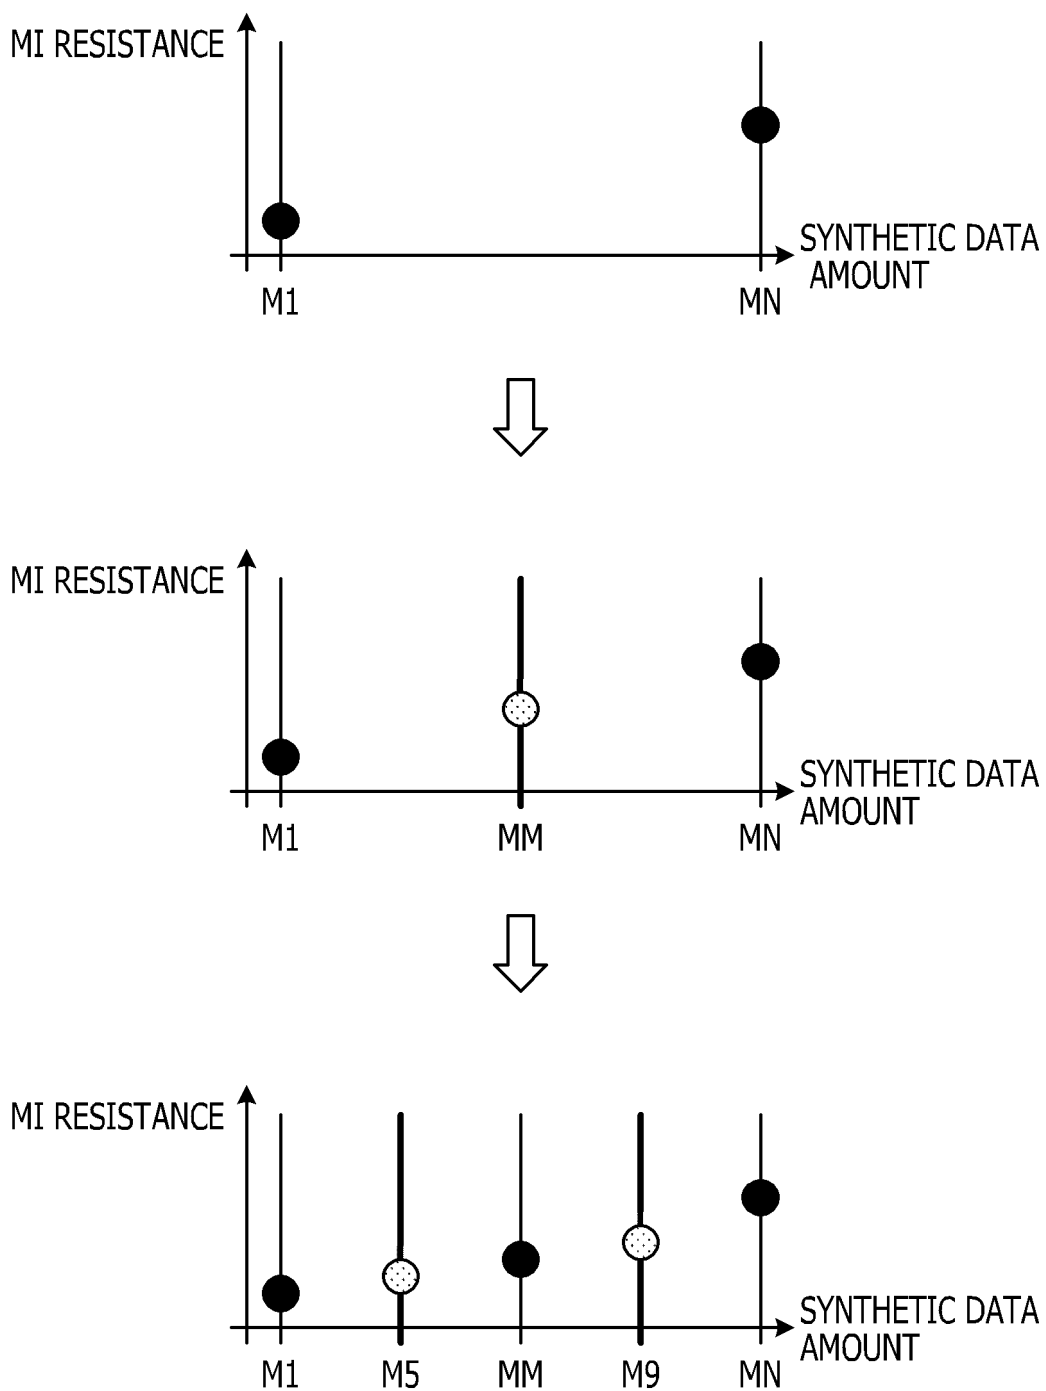 MI RESISTANCE
SYNTHETIC DATA
AMOUNT
M1
MN
MI RESISTANCE
SYNTHETIC DATA
AMOUNT
M1
MM
MN
MI RESISTANCE
SYNTHETIC DATA
AMOUNT
M1
M5
MM
M9
MN